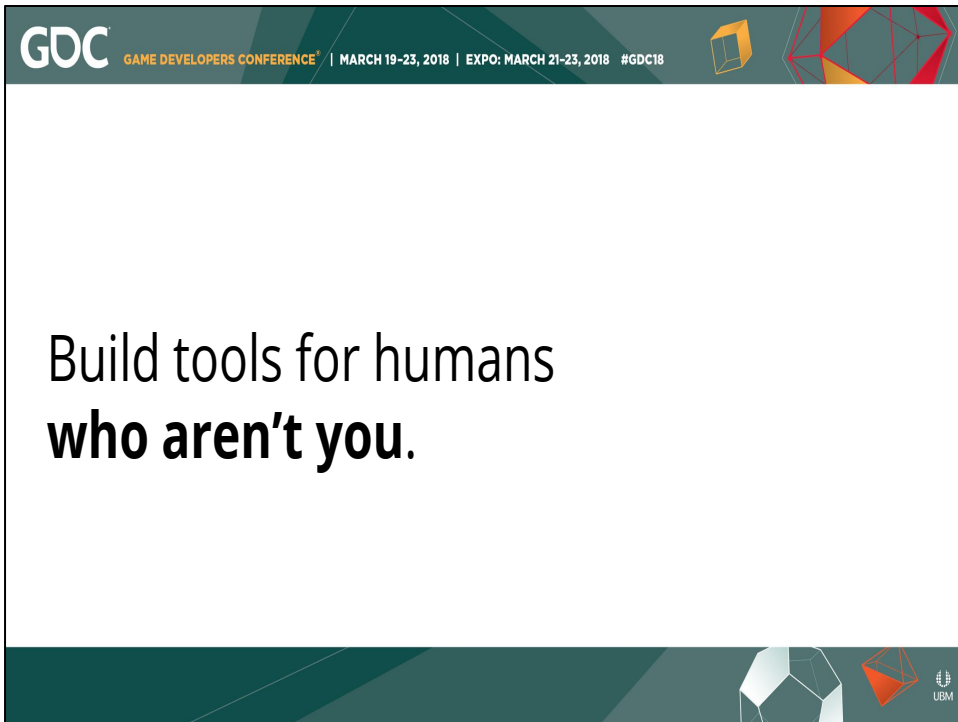 GDC GAME DEVELOPERS CONFERENCE® | MARCH 19–23, 2018 | EXPO: MARCH 21–23, 2018 #GDC18
Build tools for humans
who aren’t you.
UBM